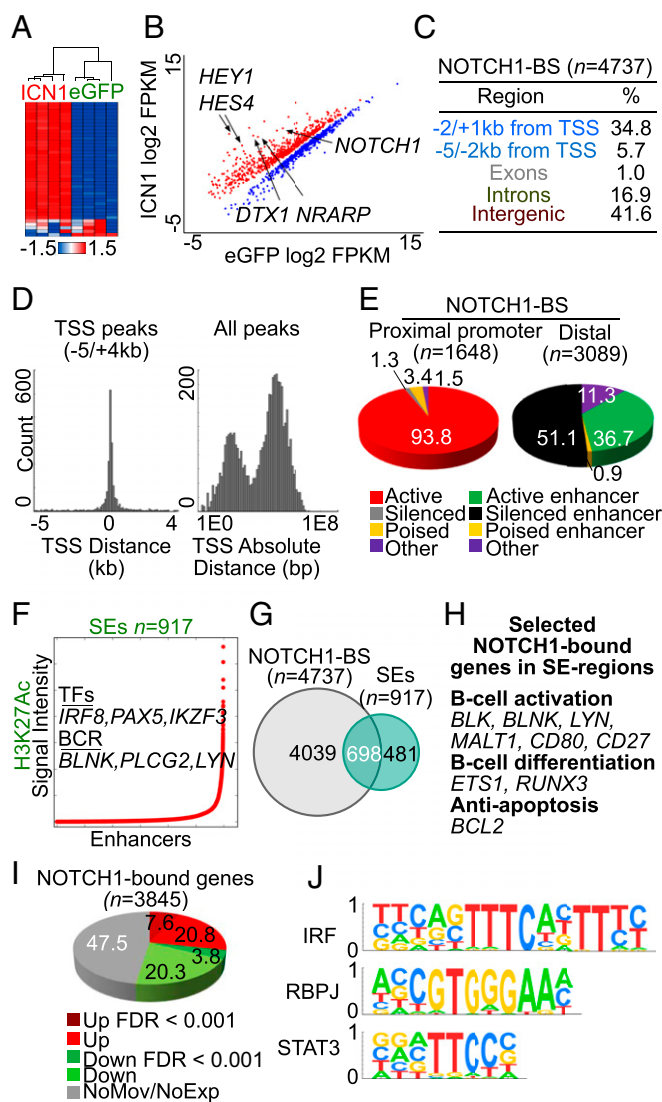 A
ICN1 eGFP
-1.5 1.5
B
15
ICN1 log2 FPKM
-5
HEY1
HES4
NOTCH1
DTX1 NRARP
-5 15
eGFP log2 FPKM
C
NOTCH1-BS (n=4737)
Region %
-2/+1kb from TSS 34.8
-5/-2kb from TSS 5.7
Exons 1.0
Introns 16.9
Intergenic 41.6
D
TSS peaks
(-5/+4kb)
600
Count
0
-5 0 4
TSS Distance
(kb)
All peaks
200
0
1E0 1E8
TSS Absolute
Distance (bp)
E
NOTCH1-BS
Proximal promoter
(n=1648)
1.3
3.4
1.5
93.8
Distal
(n=3089)
11.3
51.1
36.7
0.9
Active
Silenced
Poised
Other
Active enhancer
Silenced enhancer
Poised enhancer
Other
F
SEs n=917
H3K27Ac
Signal Intensity
TFs
IRF8,PAX5,IKZF3
BCR
BLNK,PLCG2,LYN
Enhancers
G
NOTCH1-BS
(n=4737)
SEs
(n=917)
4039 698 481
H
Selected
NOTCH1-bound
genes in SE-regions
B-cell activation
BLK, BLNK, LYN,
MALT1, CD80, CD27
B-cell differentiation
ETS1, RUNX3
Anti-apoptosis
BCL2
I
NOTCH1-bound genes
(n=3845)
7.6
20.8
47.5
3.8
20.3
Up FDR < 0.001
Up
Down FDR < 0.001
Down
NoMov/NoExp
J
1
IRF
0
1
RBPJ
0
1
STAT3
0